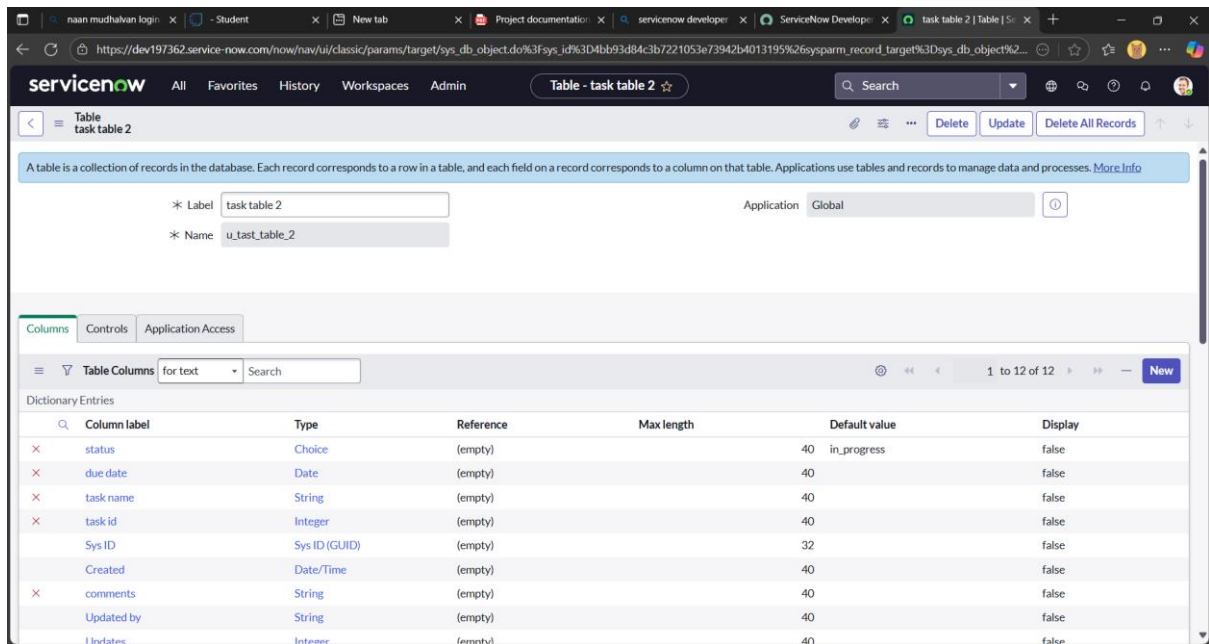 naan mudhalvan login
- Student
New tab
Project documentation
servicenow developer
ServiceNow Developer
task table 2 | Table | Se
https://dev197362.service-now.com/now/nav/ui/classic/params/target/sys_db_object.do%3Fsys_id%3D4bb93d84c3b7221053e73942b4013195%26sysparm_record_target%3Dsys_db_object%2...
servicenow All Favorites History Workspaces Admin Table - task table 2 Search
Table
task table 2
Delete Update Delete All Records
A table is a collection of records in the database. Each record corresponds to a row in a table, and each field on a record corresponds to a column on that table. Applications use tables and records to manage data and processes. More Info
Label task table 2 Application Global
Name u_tast_table_2
Columns Controls Application Access
Table Columns for text Search 1 to 12 of 12 New
Dictionary Entries
Column label Type Reference Max length Default value Display
status Choice (empty) 40 in_progress false
due date Date (empty) 40 false
task name String (empty) 40 false
task id Integer (empty) 40 false
Sys ID Sys ID (GUID) (empty) 32 false
Created Date/Time (empty) 40 false
comments String (empty) 40 false
Updated by String (empty) 40 false
Updates Integer (empty) 40 false